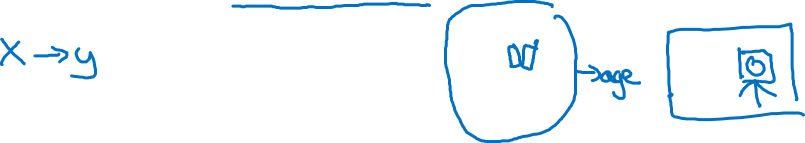 X → y
→ age